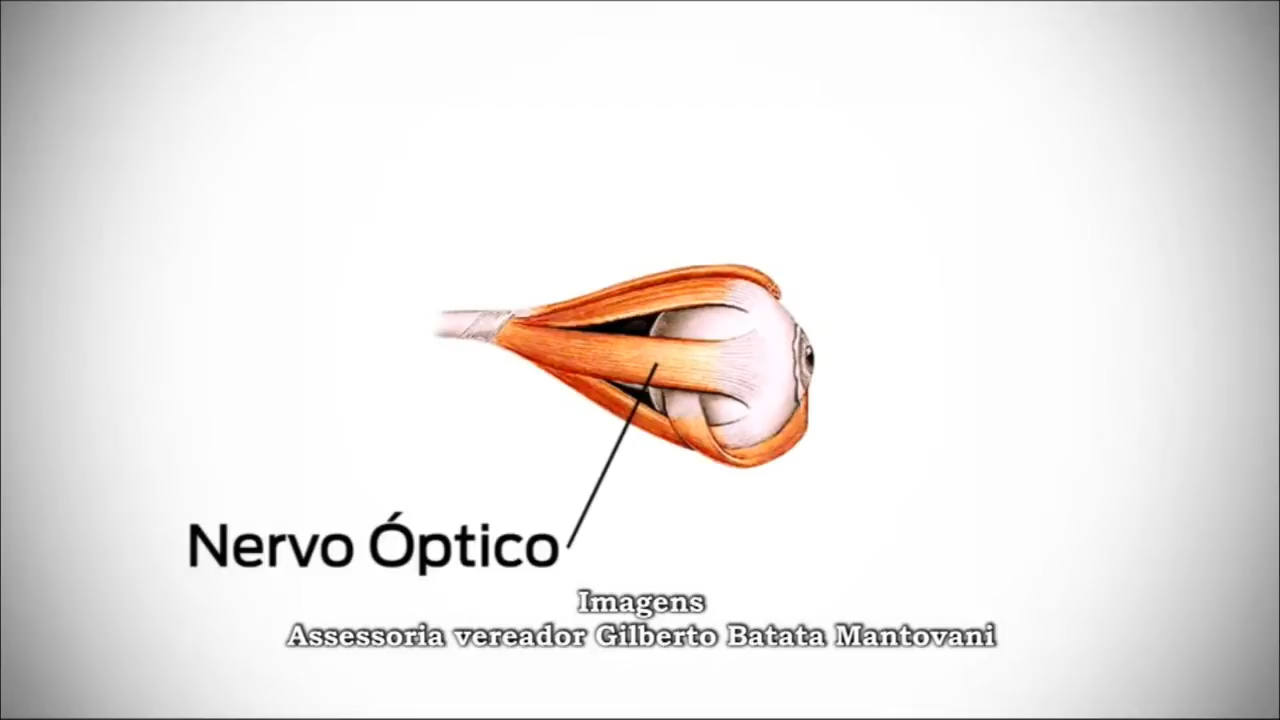 Nervo Óptico
Imagens
Assessoria vereador Gilberto Batata Mantovani